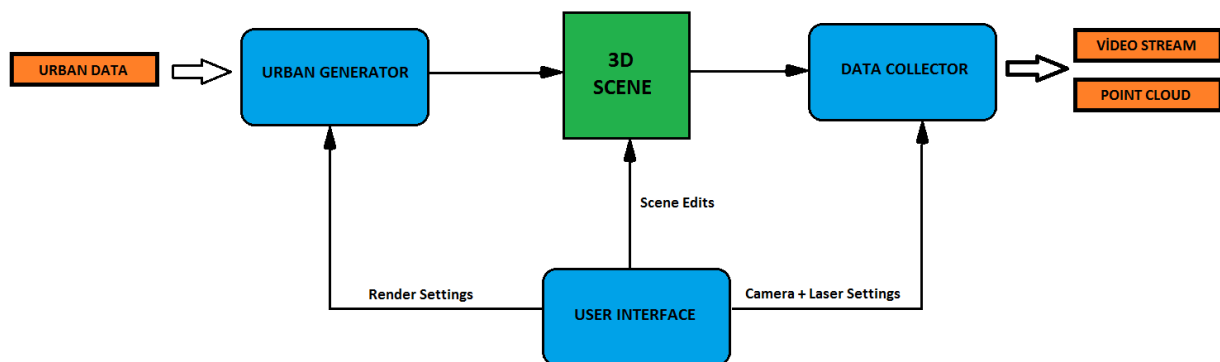 URBAN DATA
URBAN GENERATOR
3D
SCENE
DATA COLLECTOR
VİDEO STREAM
POINT CLOUD
Scene Edits
Render Settings
USER INTERFACE
Camera + Laser Settings